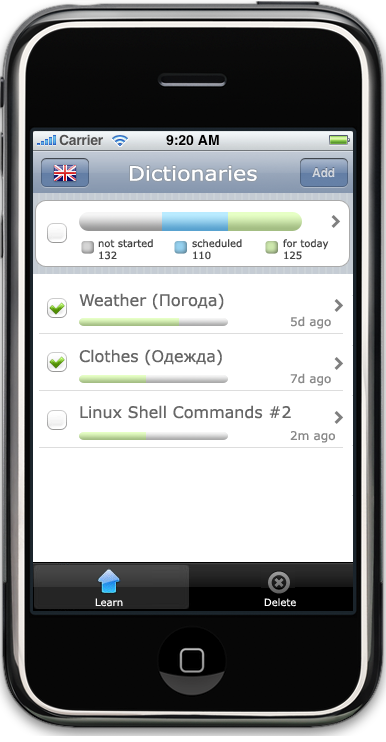 Carrier 9:20 AM
Dictionaries Add
not started scheduled for today
132 110 125
Weather (Погода)
5d ago
Clothes (Одежда)
7d ago
Linux Shell Commands #2
2m ago
Learn Delete